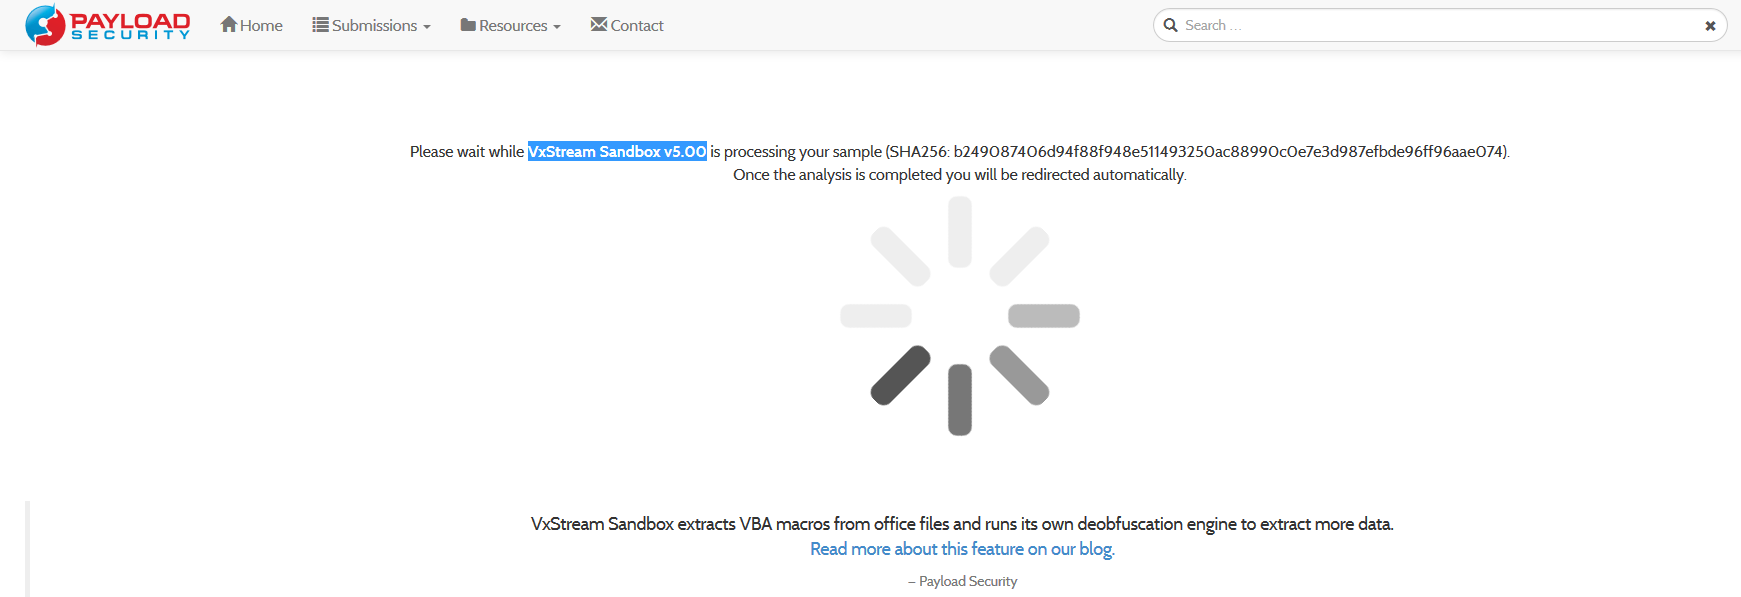 PAYLOAD
SECURITY
Home
Submissions
Resources
Contact
Search ...
Please wait while VxStream Sandbox v5.00 is processing your sample (SHA256: b249087406d94f88f948e511493250ac88990c0e7e3d987efbde96ff96aae074).
Once the analysis is completed you will be redirected automatically.
VxStream Sandbox extracts VBA macros from office files and runs its own deobfuscation engine to extract more data.
Read more about this feature on our blog.
– Payload Security